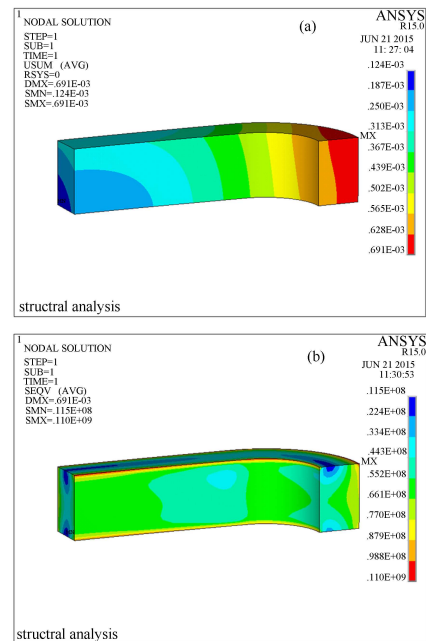 1
NODAL SOLUTION
STEP=1
SUB=1
TIME=1
USUM (AVG)
RSYS=0
DMX=.691E-03
SMN=.124E-03
SMX=.691E-03
(a)
ANSYS
R15.0
JUN 21 2015
11:27:04
.124E-03
.187E-03
.250E-03
.313E-03
.367E-03
.439E-03
.502E-03
.565E-03
.628E-03
.691E-03
MX
structral analysis
1
NODAL SOLUTION
STEP=1
SUB=1
TIME=1
SEQV (AVG)
DMX=.691E-03
SMN=.115E+08
SMX=.110E+09
(b)
ANSYS
R15.0
JUN 21 2015
11:30:53
.115E+08
.224E+08
.334E+08
.443E+08
.552E+08
.661E+08
.770E+08
.879E+08
.988E+08
.110E+09
MX
structral analysis